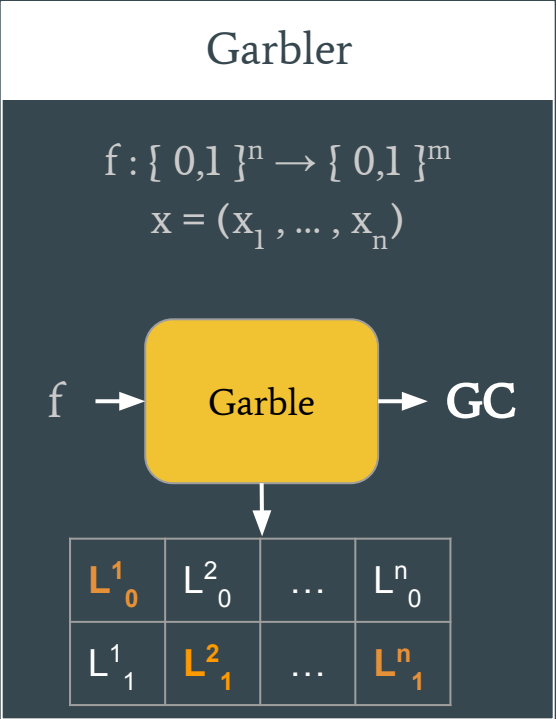 Garbler
f : { 0,1 }ⁿ → { 0,1 }ᵐ
x = (x₁ , ... , xₙ)
f
Garble
GC
L¹₀ L²₀ ... Lⁿ₀
L¹₁ L²₁ ... Lⁿ₁